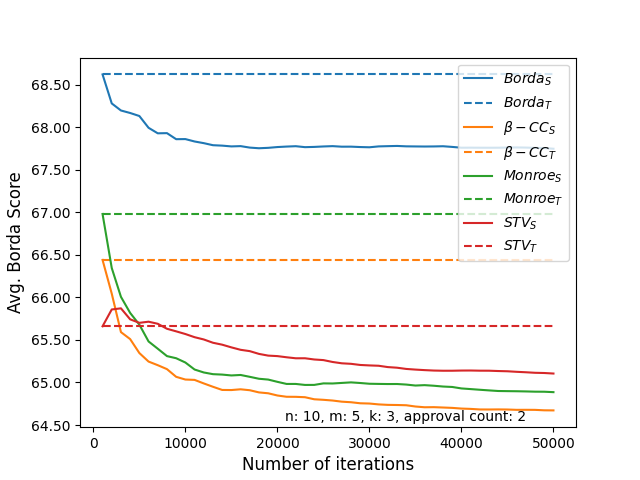 Avg. Borda Score
68.50
68.00
67.50
67.00
66.50
66.00
65.50
65.00
64.50
Borda_S
Borda_T
β − CC_S
β − CC_T
Monroe_S
Monroe_T
STV_S
STV_T
n: 10, m: 5, k: 3, approval count: 2
0 10000 20000 30000 40000 50000
Number of iterations